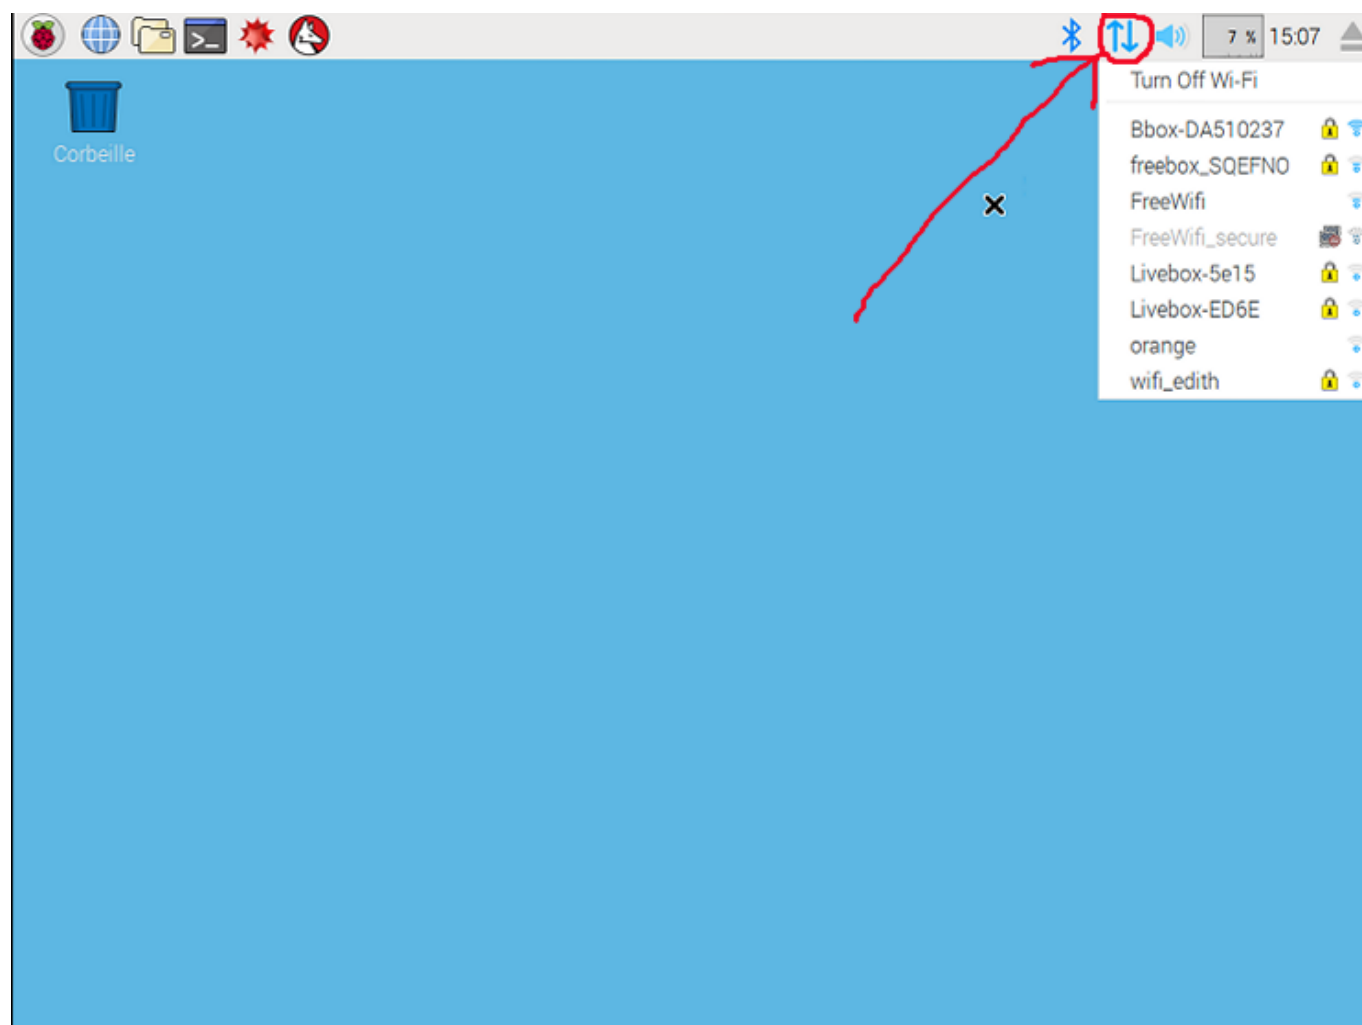 7 % 15:07
Turn Off Wi-Fi
Corbeille
Bbox-DA510237
freebox_SQEFNO
FreeWifi
FreeWifi_secure
Livebox-5e15
Livebox-ED6E
orange
wifi_edith